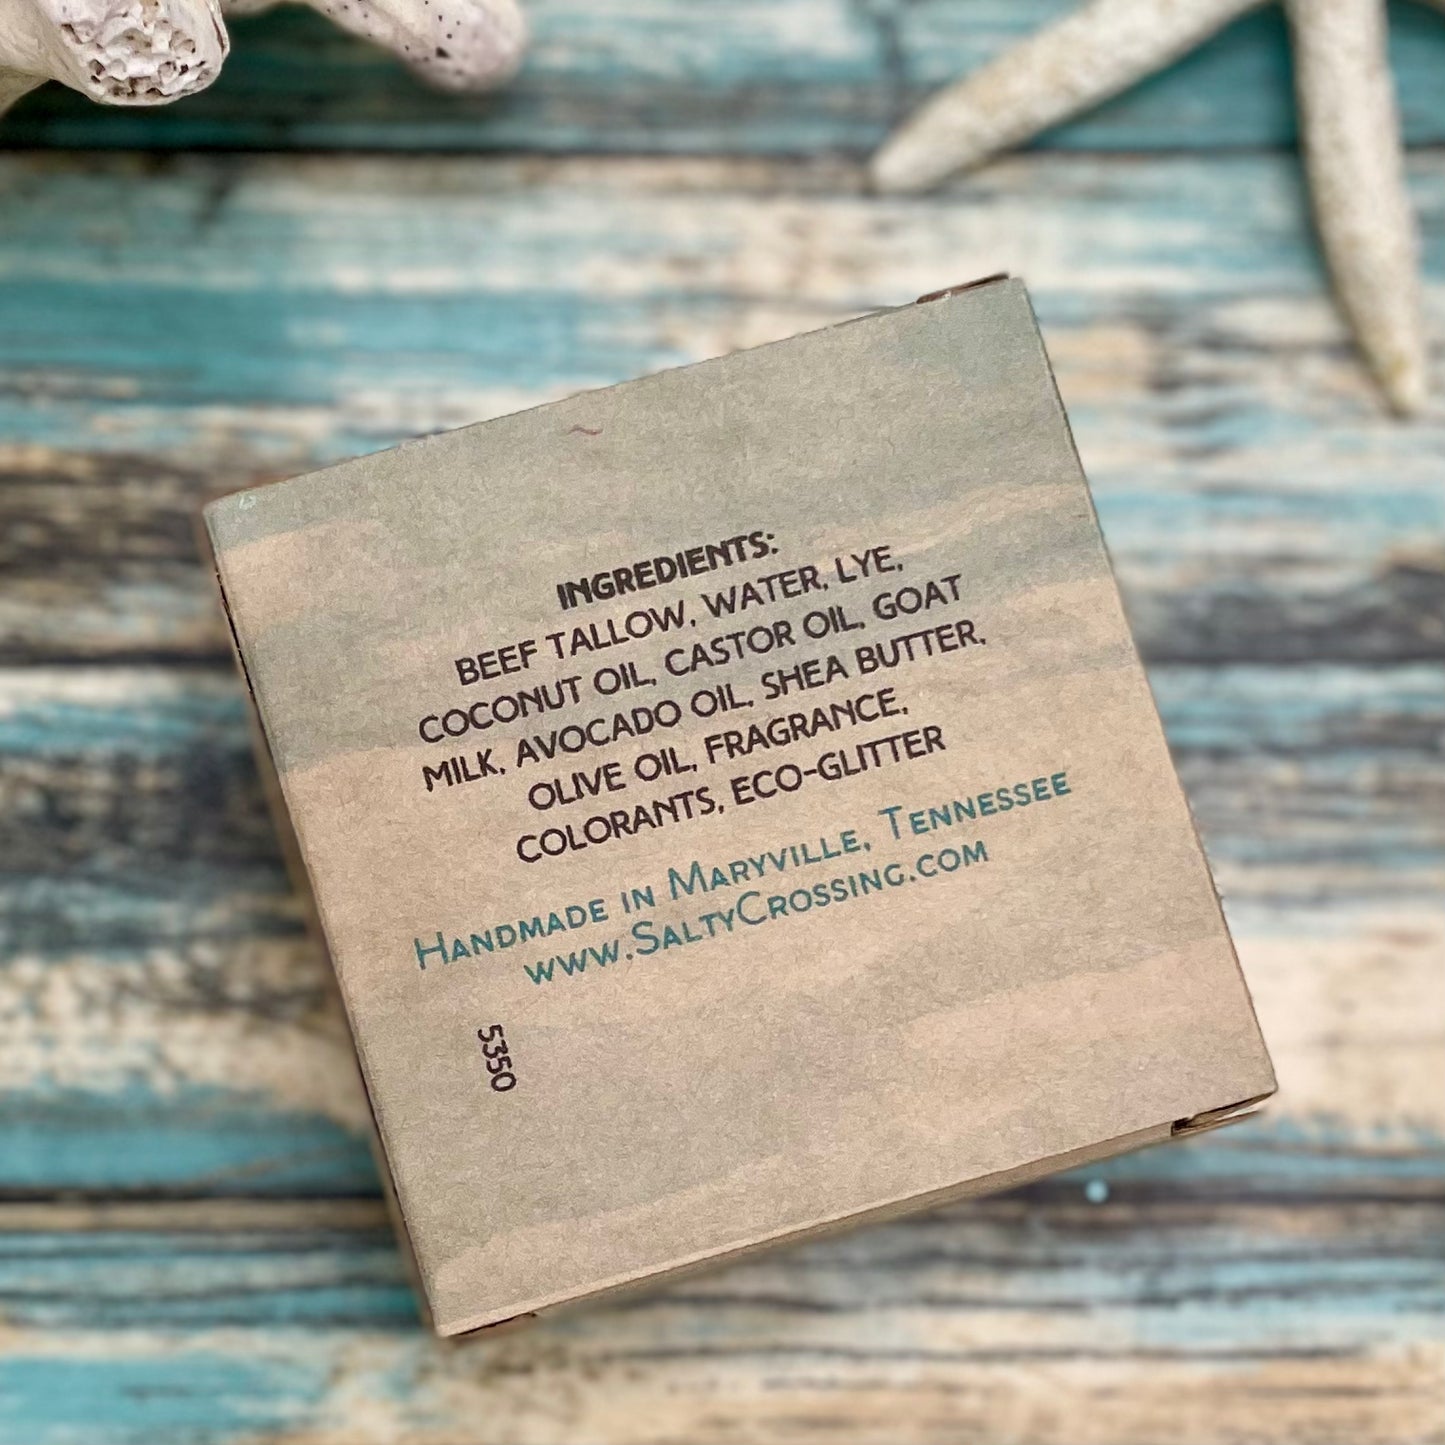 INGREDIENTS:
BEEF TALLOW, WATER, LYE,
COCONUT OIL, CASTOR OIL, GOAT
MILK, AVOCADO OIL, SHEA BUTTER,
OLIVE OIL, FRAGRANCE,
COLORANTS, ECO-GLITTER
Handmade in Maryville, Tennessee
www.SaltyCrossing.com
5350